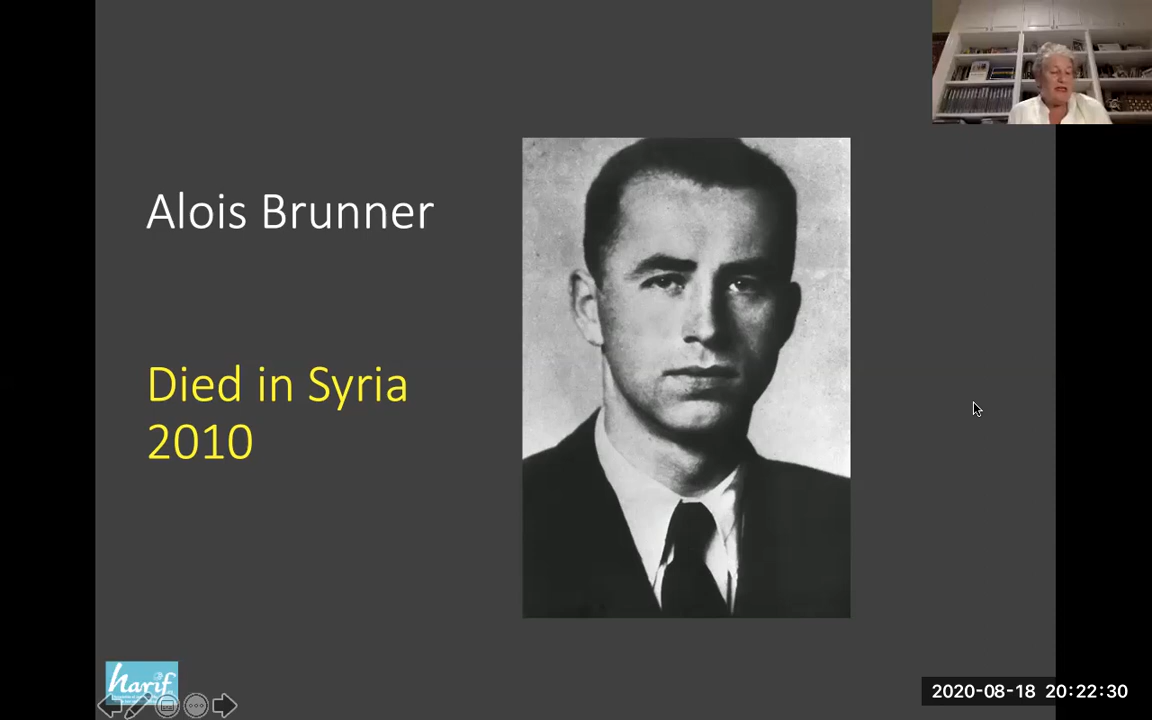 Alois Brunner
Died in Syria
2010
harif
2020-08-18 20:22:30